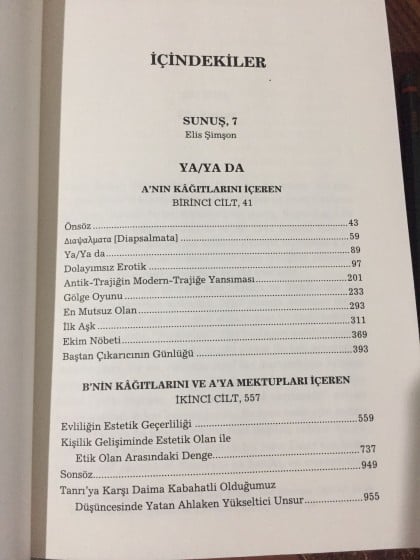 İÇİNDEKİLER
SUNUŞ, 7
Elis Şimşon
YA/YA DA
A'NIN KÂĞITLARINI İÇEREN
BİRİNCİ CİLT, 41
Önsöz 43
Διαψαλματα [Diapsalmata] 59
Ya/Ya da 89
Dolayımsız Erotik 97
Antik-Trajiğin Modern-Trajiğe Yansıması 201
Gölge Oyunu 233
En Mutsuz Olan 293
İlk Aşk 311
Ekim Nöbeti 369
Baştan Çıkarıcının Günlüğü 393
B'NİN KÂĞITLARINI VE A'YA MEKTUPLARI İÇEREN
İKİNCİ CİLT, 557
Evliliğin Estetik Geçerliliği 559
Kişilik Gelişiminde Estetik Olan ile
Etik Olan Arasındaki Denge 737
Sonsöz 949
Tanrı'ya Karşı Daima Kabahatli Olduğumuz
Düşüncesinde Yatan Ahlaken Yükseltici Unsur 955